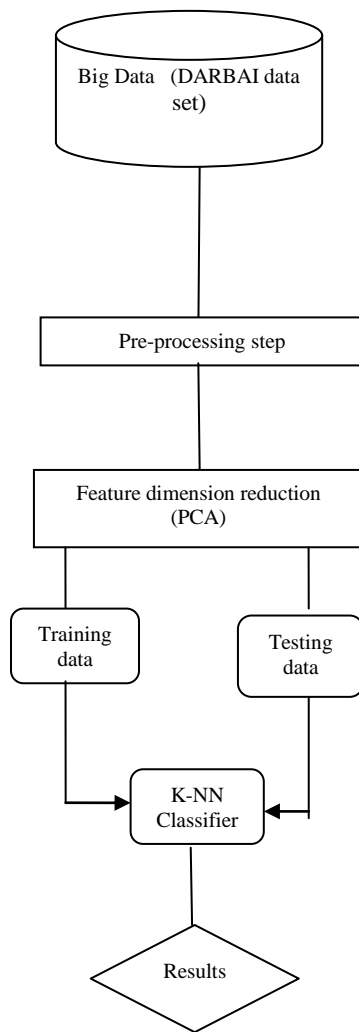 Big Data (DARBAI data
set)
Pre-processing step
Feature dimension reduction
(PCA)
Training
data
Testing
data
K-NN
Classifier
Results